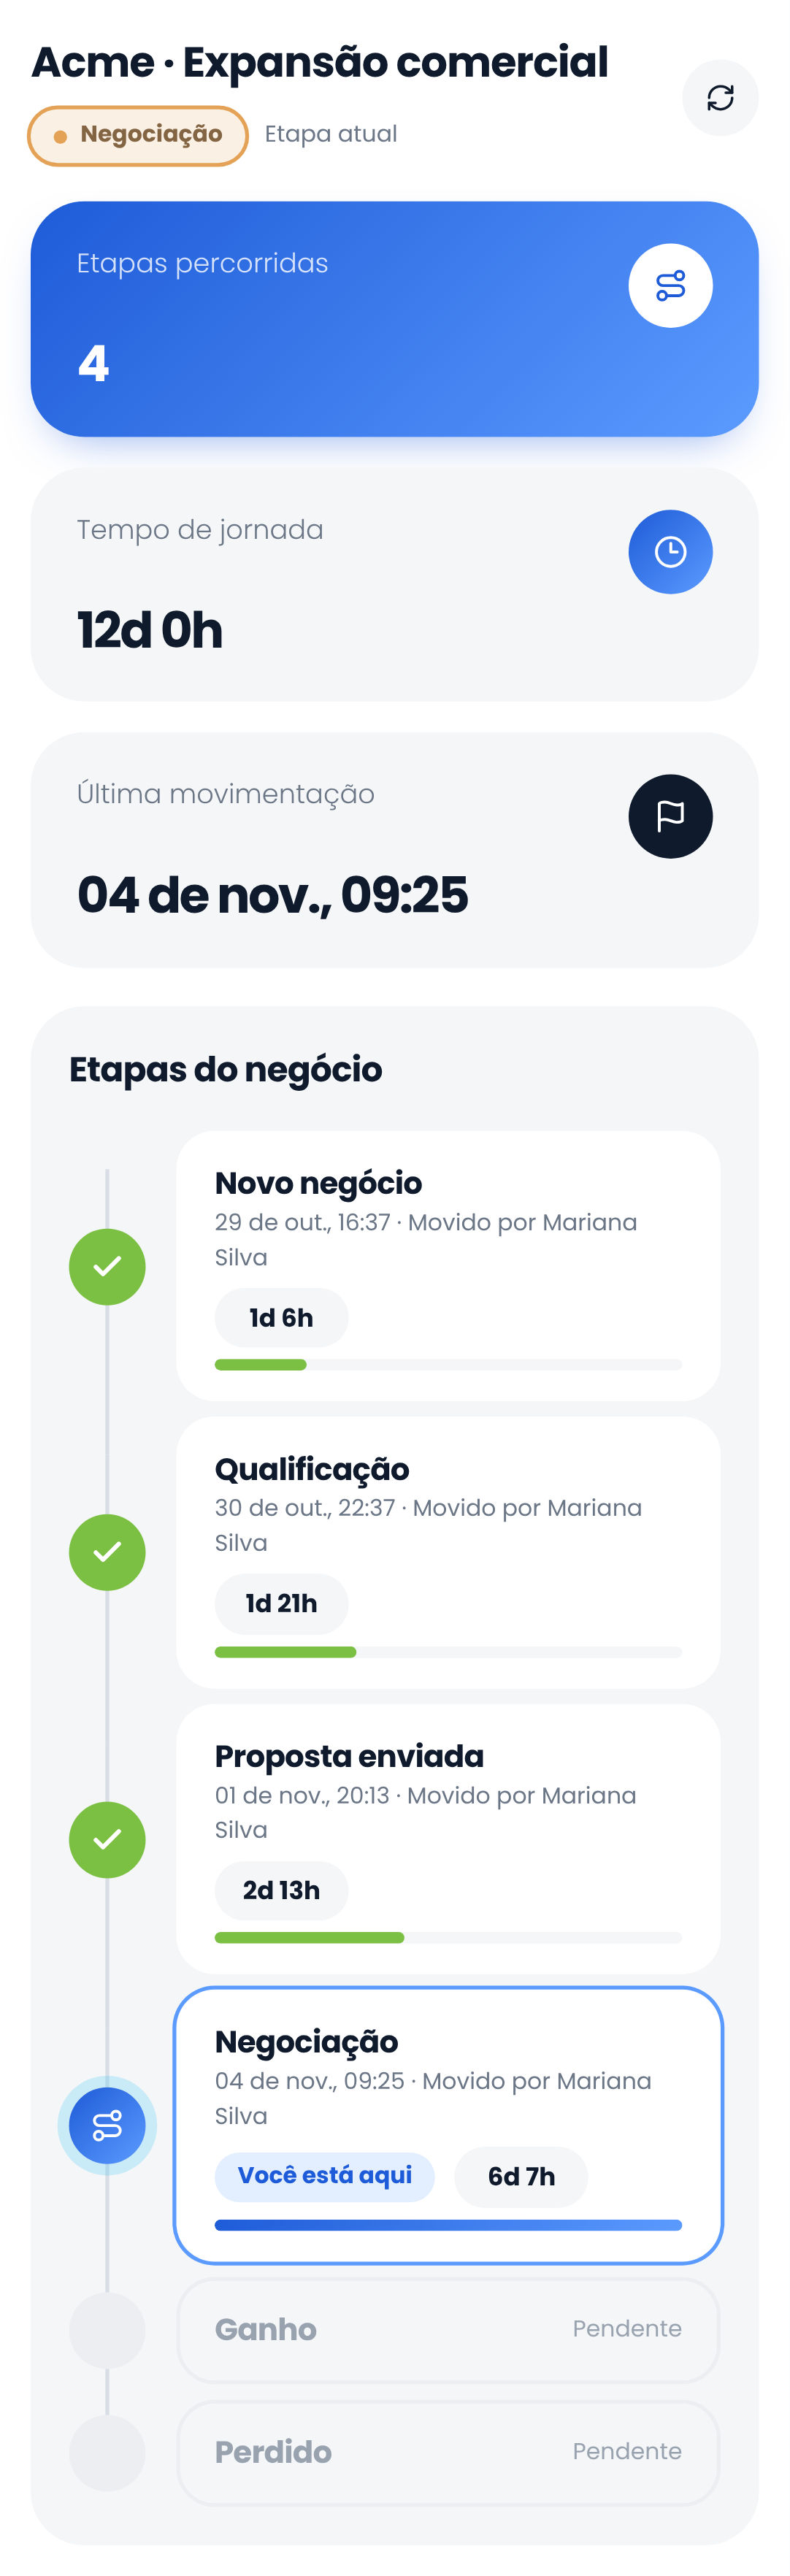 Acme · Expansão comercial
Negociação Etapa atual
Etapas percorridas
4
Tempo de jornada
12d 0h
Última movimentação
04 de nov., 09:25
Etapas do negócio
Novo negócio
29 de out., 16:37 · Movido por Mariana
Silva
1d 6h
Qualificação
30 de out., 22:37 · Movido por Mariana
Silva
1d 21h
Proposta enviada
01 de nov., 20:13 · Movido por Mariana
Silva
2d 13h
Negociação
04 de nov., 09:25 · Movido por Mariana
Silva
Você está aqui 6d 7h
Ganho Pendente
Perdido Pendente